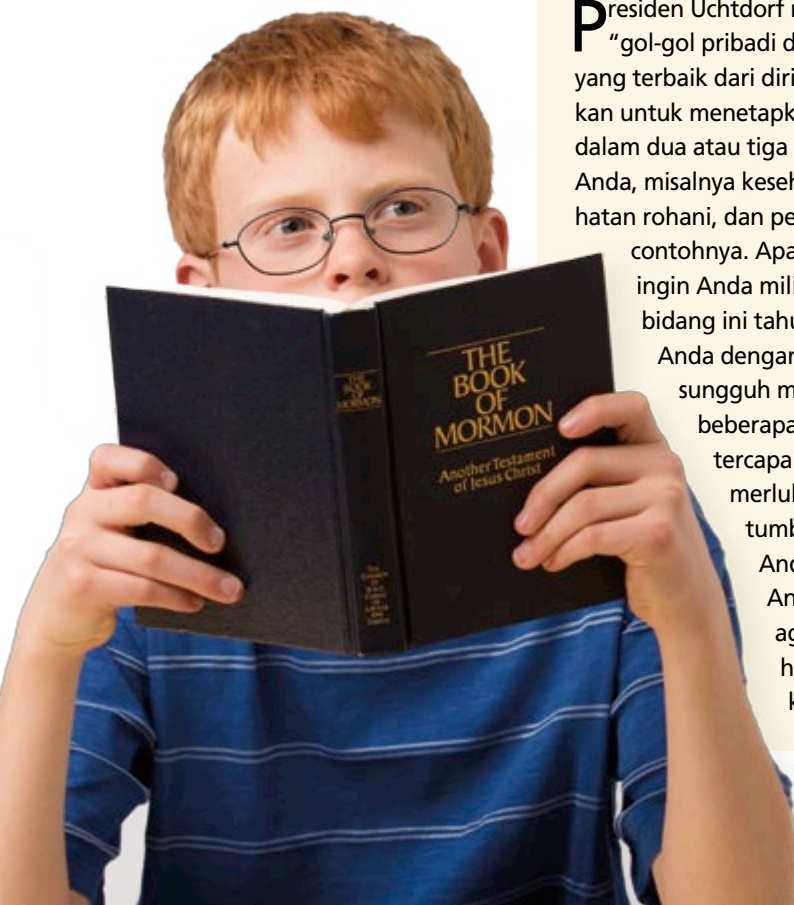 Presiden Uchtdorf
“gol-gol pribadi d
yang terbaik dari diri
kan untuk menetapk
dalam dua atau tiga
Anda, misalnya keseh
hatan rohani, dan pe
contohnya. Apa
ingin Anda mili
bidang ini tahu
Anda dengan
sungguh m
beberapa
tercapa
merluk
tumb
And
An
ag
h
k
THE
BOOK
OF
MORMON
THE
BOOK
OF
MORMON
Another Testament
of Jesus Christ